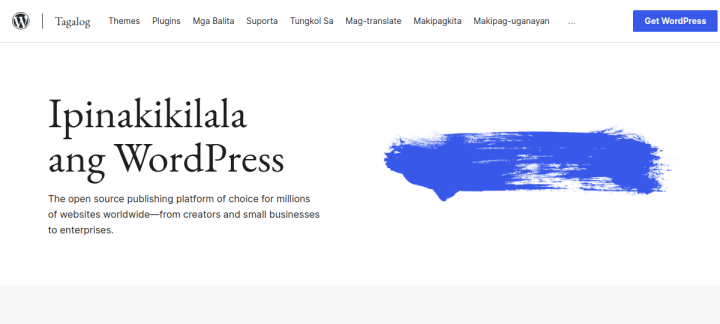 Tagalog Themes Plugins Mga Balita Suporta Tungkol Sa Mag-translate Makipagkita Makipag-uganayan ... Get WordPress
Ipinakikilala
ang WordPress
The open source publishing platform of choice for millions
of websites worldwide—from creators and small businesses
to enterprises.